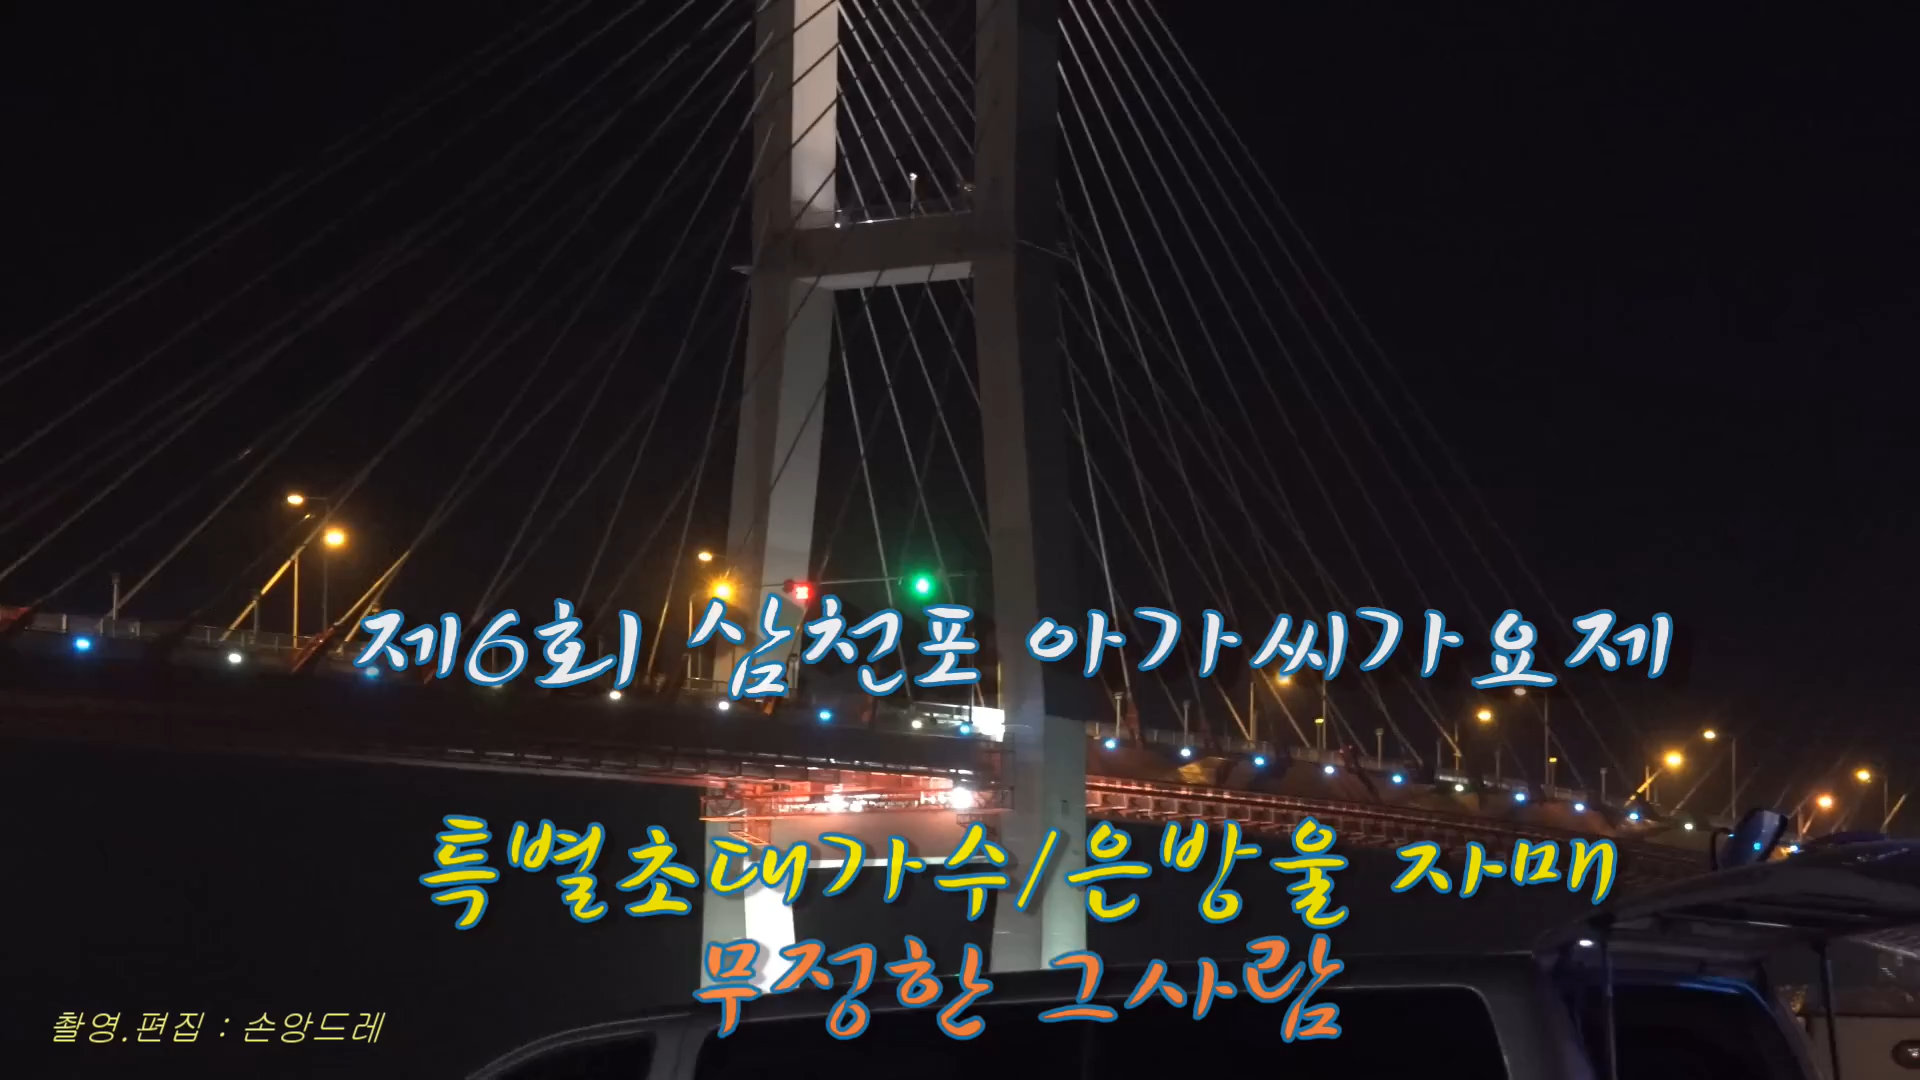 제6회 삼천포 아가씨가요제
특별초대가수/은방울 자매
무정한 그사람
촬영.편집 : 손앙드레